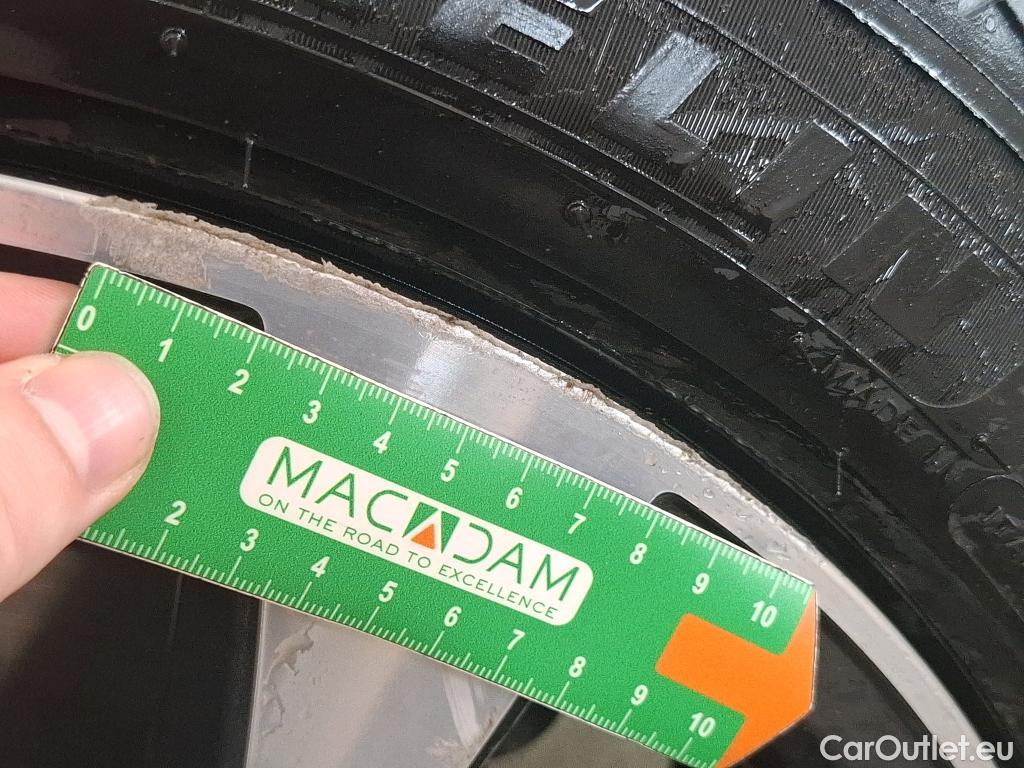 MADE
0 1 2 3 4 5 6 7 8 9 10
MACADAM
ON THE ROAD TO EXCELLENCE
2 3 4 5 6 7 8 9 10
CarOutlet.eu